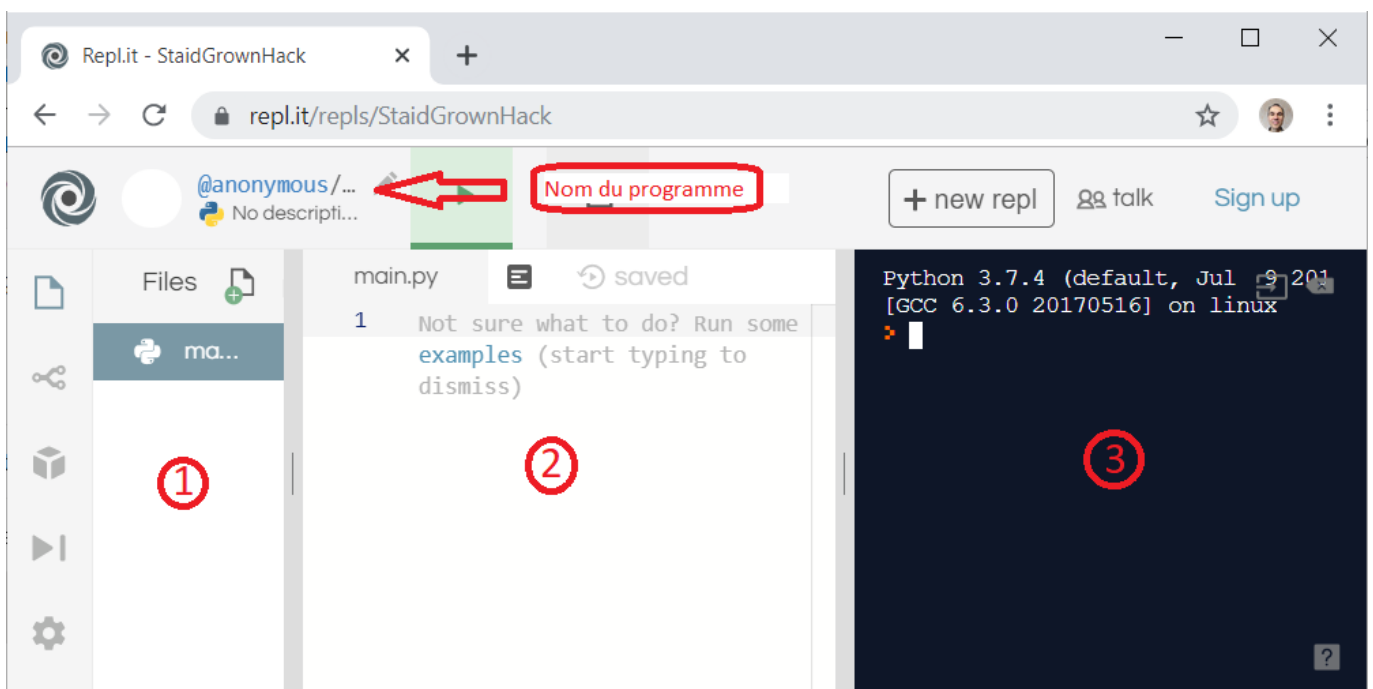 Repl.it - StaidGrownHack
repl.it/repls/StaidGrownHack
@anonymous/...
No descripti...
Nom du programme
+ new repl
talk
Sign up
Files
main.py
saved
ma...
1
Not sure what to do? Run some
examples (start typing to
dismiss)
Python 3.7.4 (default, Jul 9 201
[GCC 6.3.0 20170516] on linux
>
1
2
3
?